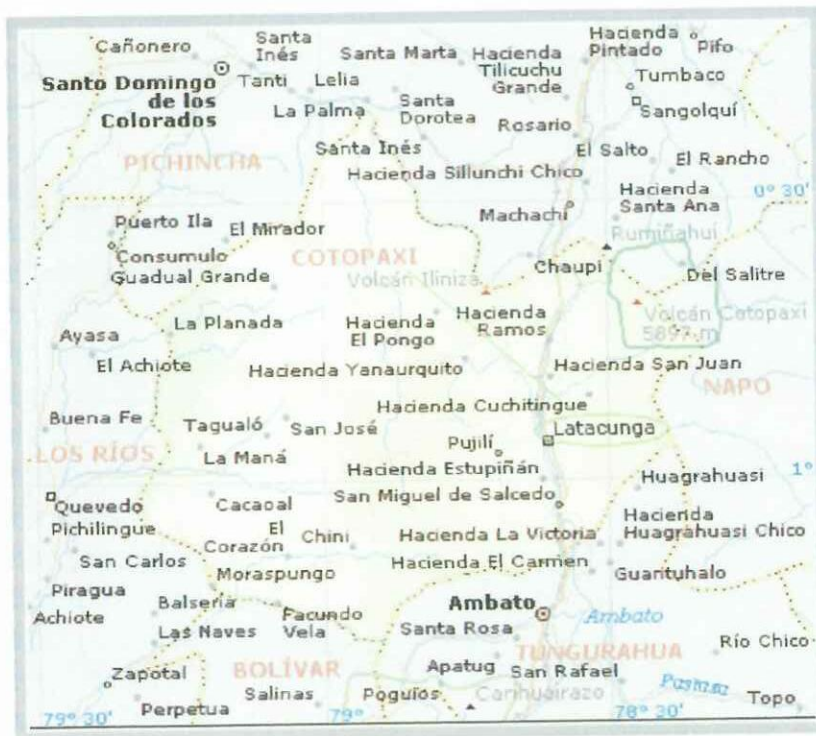 Cañonero
Santa
Inés
Santa Marta
Hacienda
Tilicuchu
Grande
Hacienda
Pintado
Pifo
Santo Domingo
de los
Colorados
Tanti
Lelia
Tumbaco
La Palma
Santa
Dorotea
Rosario
Sangolquí
PICHINCHA
Santa Inés
El Salto
El Rancho
Hacienda Sillunchi Chico
0° 30'
Hacienda
Santa Ana
Machachi
Puerto Ila
El Mirador
Rumiñahui
Consumulo
COTOPAXI
Guadual Grande
Volcán Iliniza
Chaupi
Del Salitre
La Planada
Hacienda
El Pongo
Hacienda
Ramos
Volcán Cotopaxi
5897 m
Ayasa
El Achiote
Hacienda Yanaurquito
Hacienda San Juan
NAPO
Buena Fe
Hacienda Cuchitingue
Tagualó
San José
Latacunga
LOS RÍOS
Pujilí
La Maná
Hacienda Estupiñán
Huagrahuasi
1°
Quevedo
Cacaoal
San Miguel de Salcedo
Pichilingue
El
Corazón
Chini
Hacienda La Victoria
Hacienda
Huagrahuasi Chico
San Carlos
Hacienda El Carmen
Moraspungo
Guantuhalo
Piragua
Achiote
Balseria
Facundo
Vela
Ambato
Ambato
Las Naves
Santa Rosa
TUNGURAHUA
Río Chico
Zapotal
BOLÍVAR
Apatug
San Rafael
Pastasa
Salinas
Poguios
Carihuairazo
Topo
Perpetua
79° 30'
79°
78° 30'